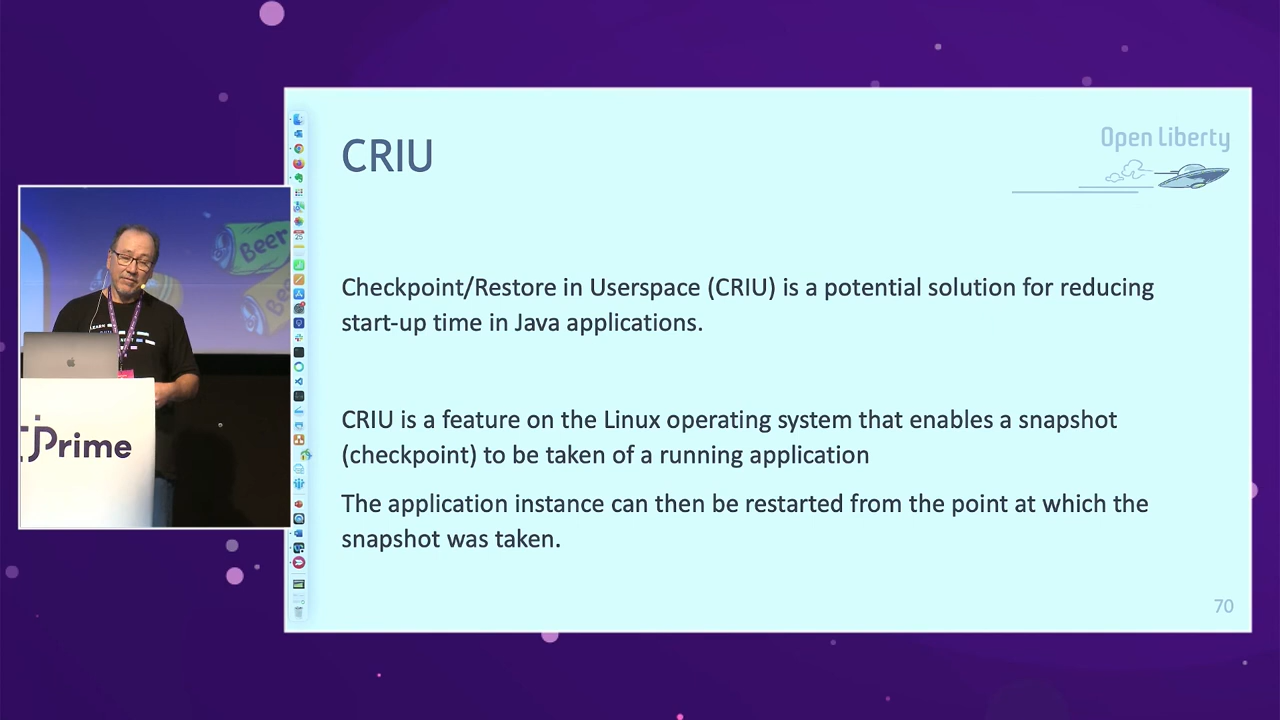 CRIU
Open Liberty
Checkpoint/Restore in Userspace (CRIU) is a potential solution for reducing
start-up time in Java applications.
CRIU is a feature on the Linux operating system that enables a snapshot
(checkpoint) to be taken of a running application
The application instance can then be restarted from the point at which the
snapshot was taken.
70
Beer
Beer
jPrime